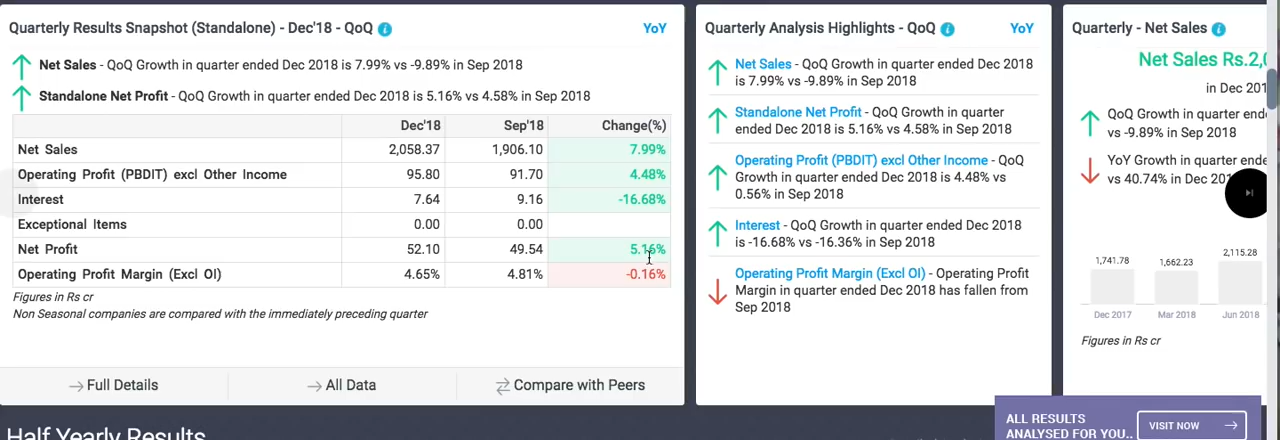 Quarterly Results Snapshot (Standalone) - Dec'18 - QoQ i YoY
Net Sales - QoQ Growth in quarter ended Dec 2018 is 7.99% vs -9.89% in Sep 2018
Standalone Net Profit - QoQ Growth in quarter ended Dec 2018 is 5.16% vs 4.58% in Sep 2018
Dec'18 Sep'18 Change(%)
Net Sales 2,058.37 1,906.10 7.99%
Operating Profit (PBDIT) excl Other Income 95.80 91.70 4.48%
Interest 7.64 9.16 -16.68%
Exceptional Items 0.00 0.00
Net Profit 52.10 49.54 5.16%
Operating Profit Margin (Excl OI) 4.65% 4.81% -0.16%
Figures in Rs cr
Non Seasonal companies are compared with the immediately preceding quarter
Full Details All Data Compare with Peers
Half Yearly Results
Quarterly Analysis Highlights - QoQ i YoY
Net Sales - QoQ Growth in quarter ended Dec 2018
is 7.99% vs -9.89% in Sep 2018
Standalone Net Profit - QoQ Growth in quarter
ended Dec 2018 is 5.16% vs 4.58% in Sep 2018
Operating Profit (PBDIT) excl Other Income - QoQ
Growth in quarter ended Dec 2018 is 4.48% vs
0.56% in Sep 2018
Interest - QoQ Growth in quarter ended Dec 2018
is -16.68% vs -16.36% in Sep 2018
Operating Profit Margin (Excl OI) - Operating Profit
Margin in quarter ended Dec 2018 has fallen from
Sep 2018
Quarterly - Net Sales i
Net Sales Rs.2,0
in Dec 201
QoQ Growth in quarter ende
vs -9.89% in Sep 2018
YoY Growth in quarter ende
vs 40.74% in Dec 201
1,741.78 1,662.23 2,115.28
Dec 2017 Mar 2018 Jun 2018
Figures in Rs cr
ALL RESULTS
ANALYSED FOR YOU..
VISIT NOW